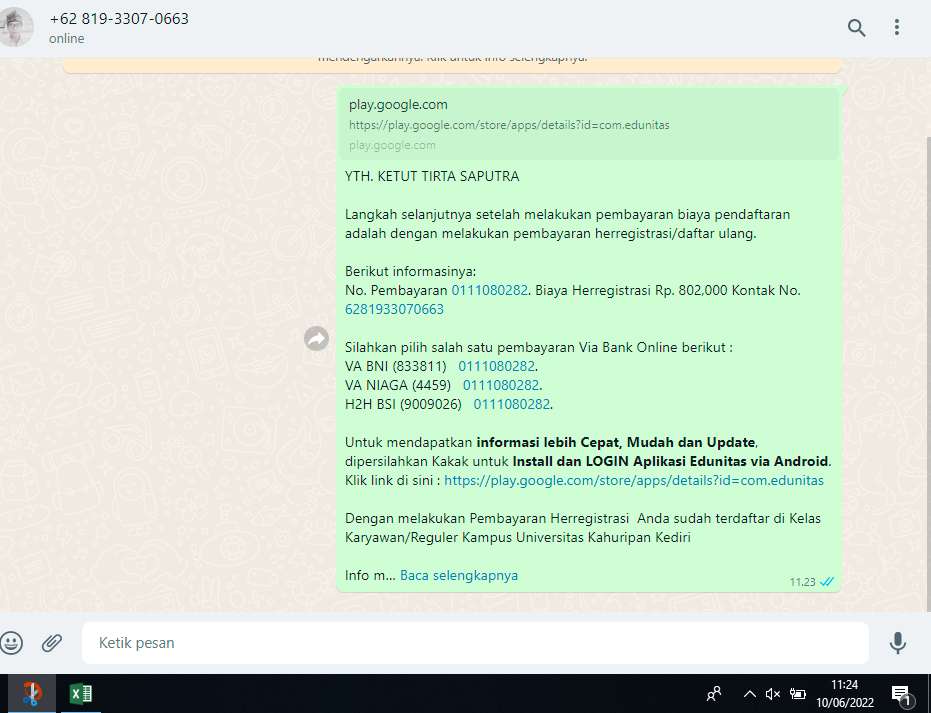 +62 819-3307-0663
online
mendengarkannya. Klik untuk info selengkapnya.
play.google.com
https://play.google.com/store/apps/details?id=com.edunitas
play.google.com
YTH. KETUT TIRTA SAPUTRA
Langkah selanjutnya setelah melakukan pembayaran biaya pendaftaran
adalah dengan melakukan pembayaran herregistrasi/daftar ulang.
Berikut informasinya:
No. Pembayaran 0111080282. Biaya Herregistrasi Rp. 802,000 Kontak No.
6281933070663
Silahkan pilih salah satu pembayaran Via Bank Online berikut :
VA BNI (833811) 0111080282.
VA NIAGA (4459) 0111080282.
H2H BSI (9009026) 0111080282.
Untuk mendapatkan informasi lebih Cepat, Mudah dan Update,
dipersilahkan Kakak untuk Install dan LOGIN Aplikasi Edunitas via Android.
Klik link di sini : https://play.google.com/store/apps/details?id=com.edunitas
Dengan melakukan Pembayaran Herregistrasi Anda sudah terdaftar di Kelas
Karyawan/Reguler Kampus Universitas Kahuripan Kediri
Info m... Baca selengkapnya
11.23
Ketik pesan
11:24
10/06/2022
1